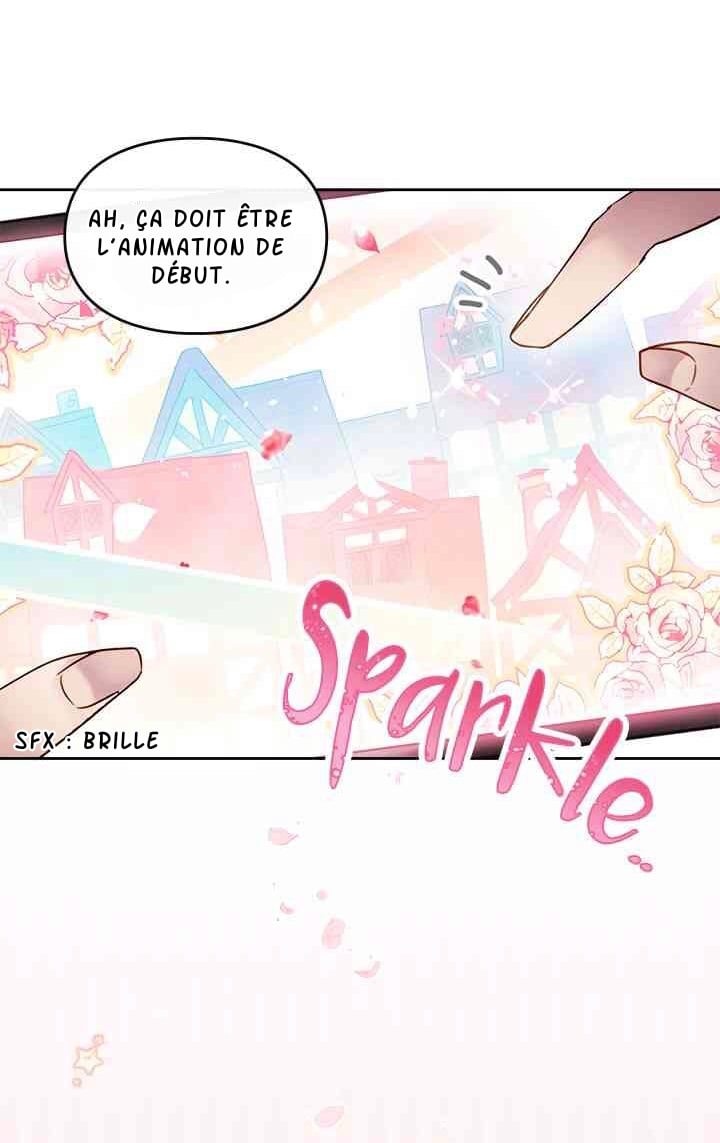 AH, ÇA DOIT ÊTRE
L'ANIMATION DE
DÉBUT.
Sparkle
SFX : BRILLE